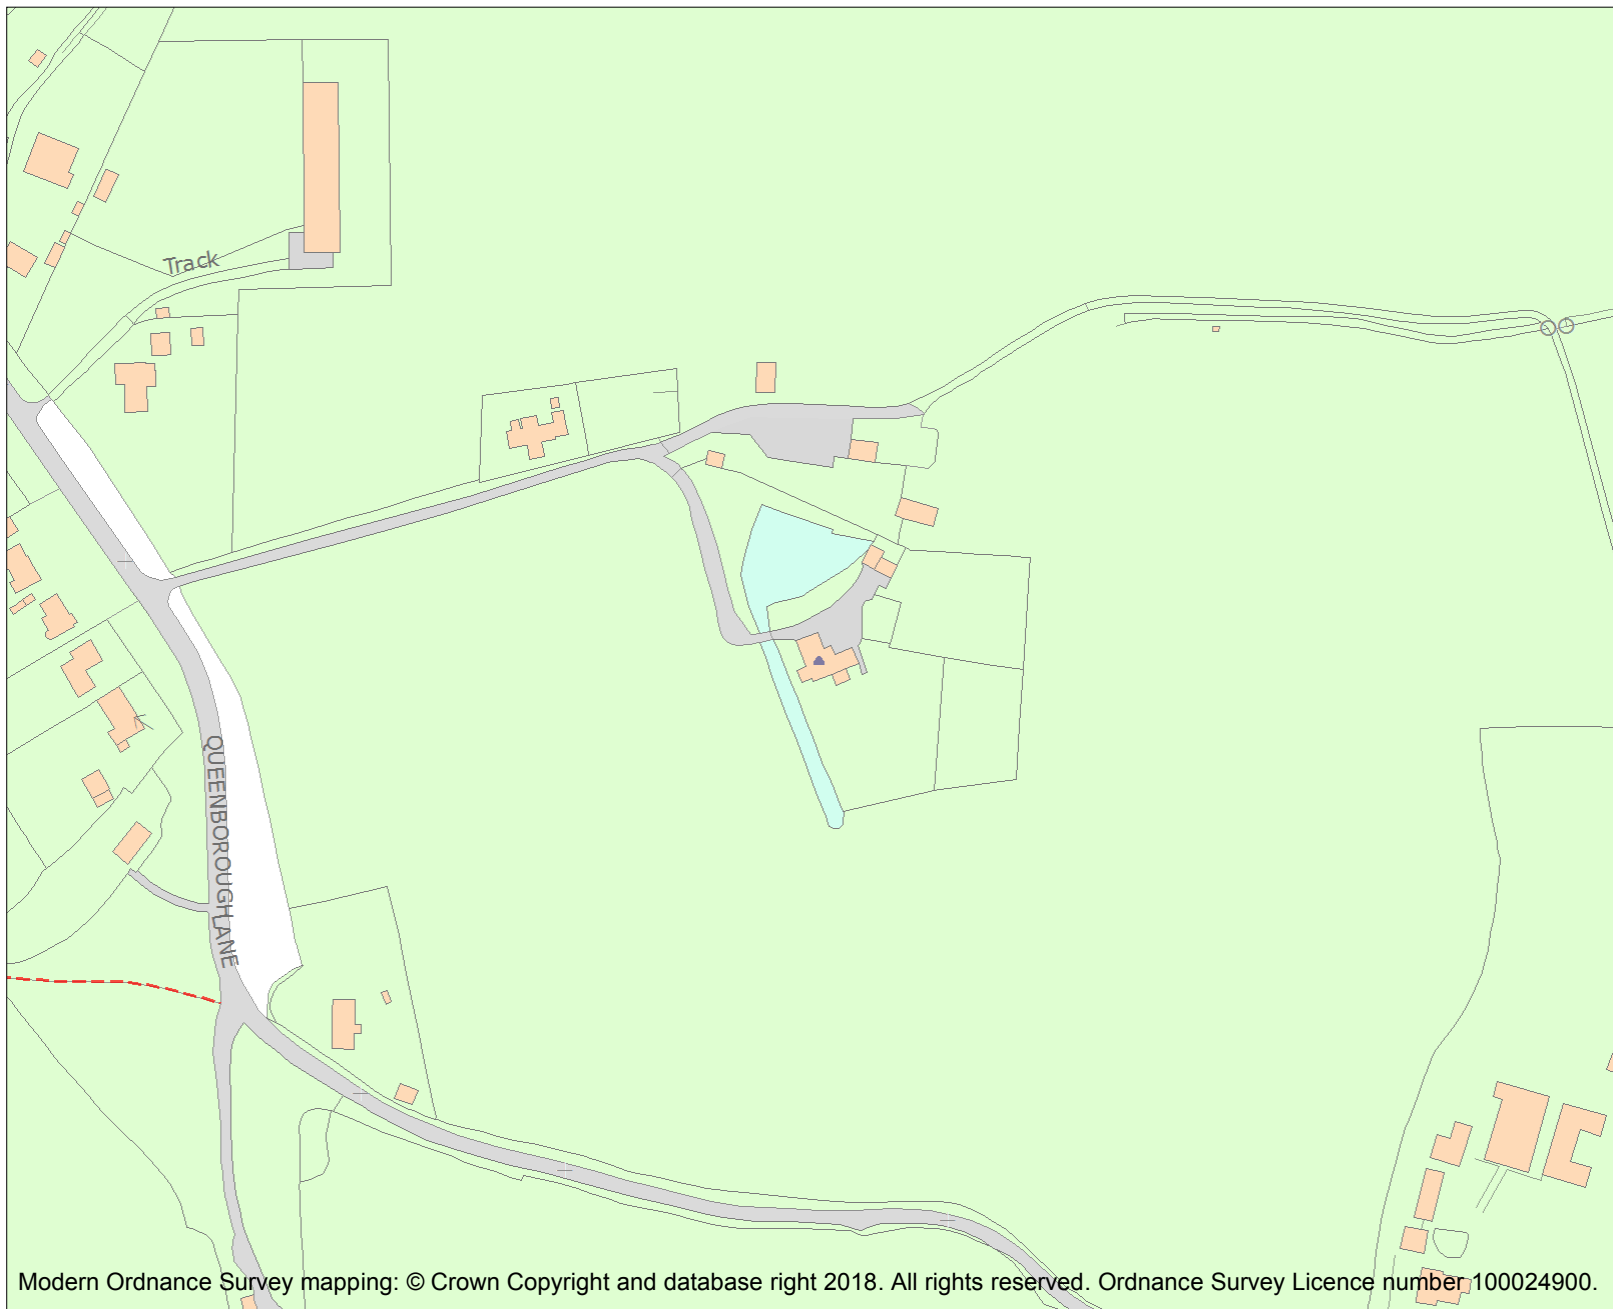 Track
QUEENBOROUGH LANE
Modern Ordnance Survey mapping: © Crown Copyright and database right 2018. All rights reserved. Ordnance Survey Licence number 100024900.